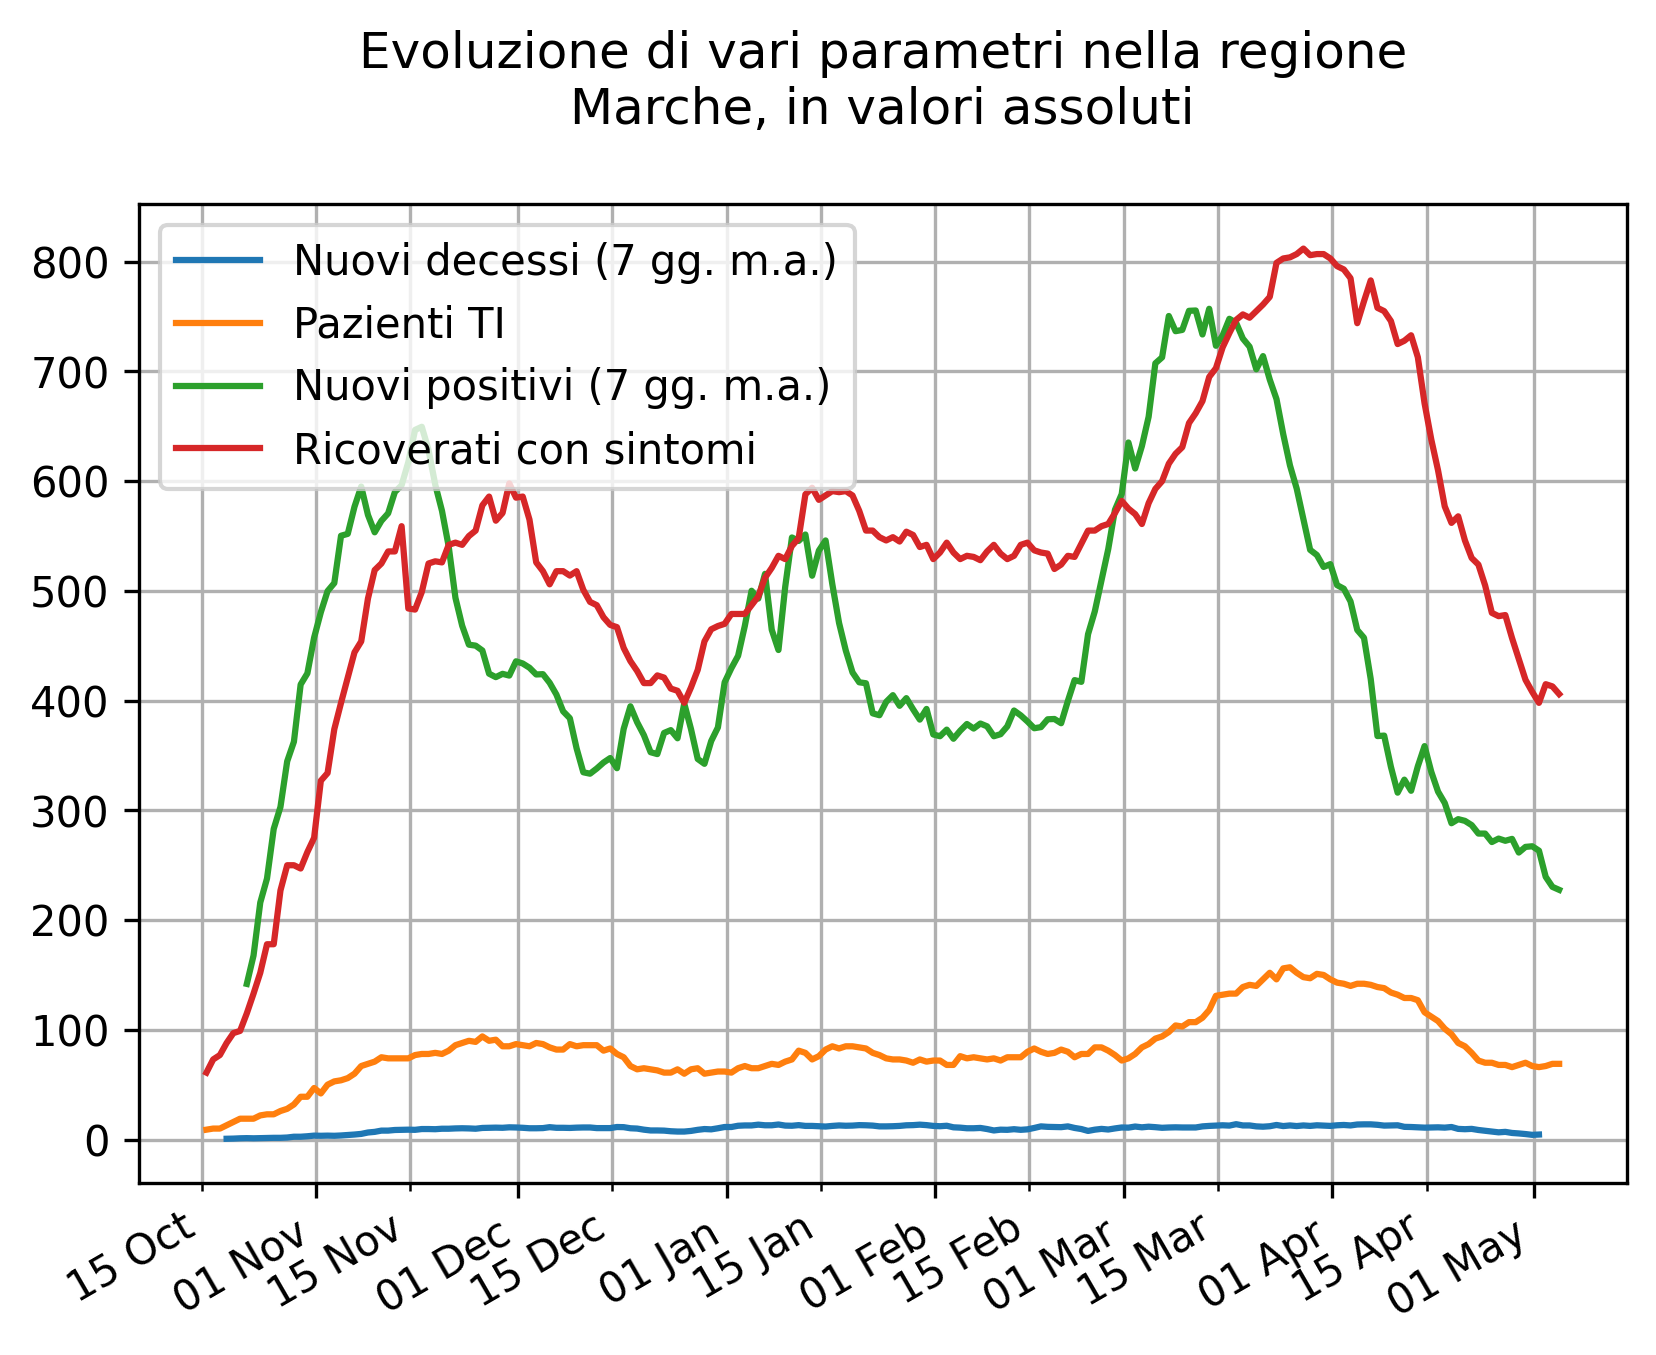 Evoluzione di vari parametri nella regione
Marche, in valori assoluti
Nuovi decessi (7 gg. m.a.)
Pazienti TI
Nuovi positivi (7 gg. m.a.)
Ricoverati con sintomi
800
700
600
500
400
300
200
100
0
15 Oct
01 Nov
15 Nov
01 Dec
15 Dec
01 Jan
15 Jan
01 Feb
15 Feb
01 Mar
15 Mar
01 Apr
15 Apr
01 May